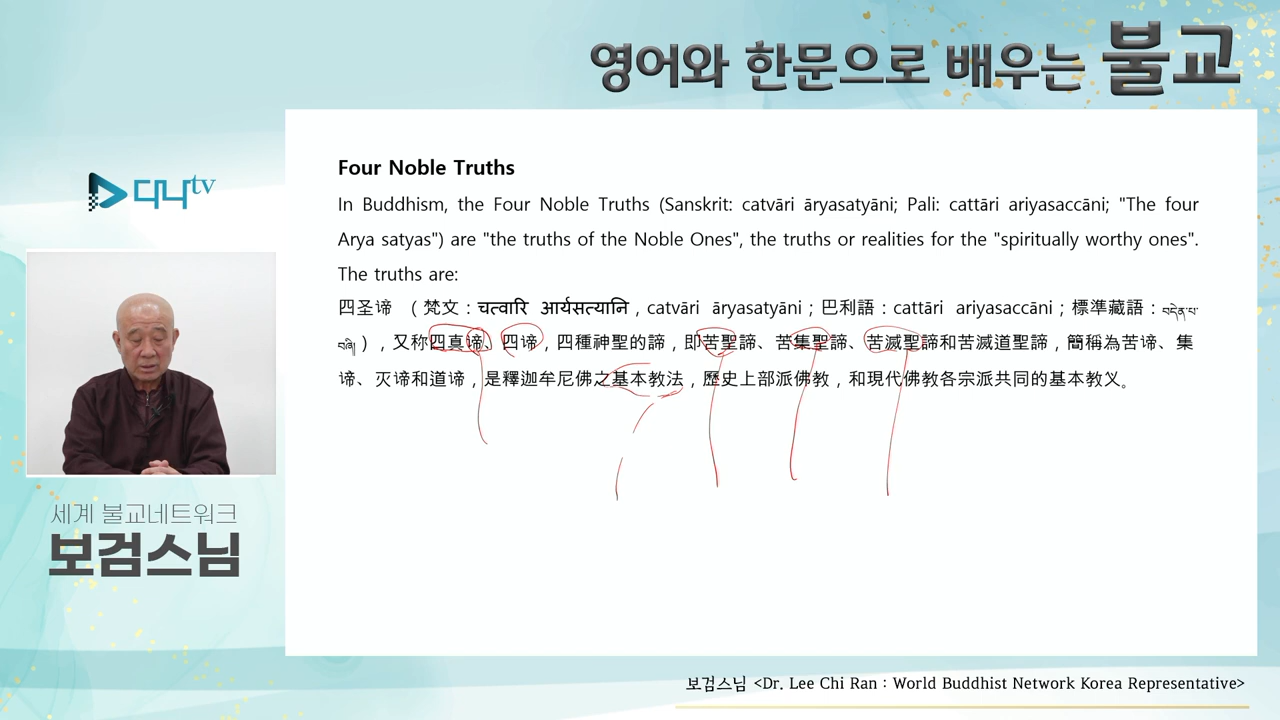 영어와 한문으로 배우는 불교
디나tv
Four Noble Truths
In Buddhism, the Four Noble Truths (Sanskrit: catvāri āryasatyāni; Pali: cattāri ariyasaccāni; "The four
Arya satyas") are "the truths of the Noble Ones", the truths or realities for the "spiritually worthy ones".
The truths are:
四圣谛 （梵文：चत्वारि आर्यसत्यानि，catvāri āryasatyāni；巴利語：cattāri ariyasaccāni；標準藏語：བདེན་པ་
བཞི།），又称四真谛、四谛，四種神聖的諦，即苦聖諦、苦集聖諦、苦滅聖諦和苦滅道聖諦，簡稱為苦谛、集
谛、灭谛和道谛，是釋迦牟尼佛之基本教法，歷史上部派佛教，和現代佛教各宗派共同的基本教义。
세계 불교네트워크
보검스님
보검스님 <Dr. Lee Chi Ran : World Buddhist Network Korea Representative>